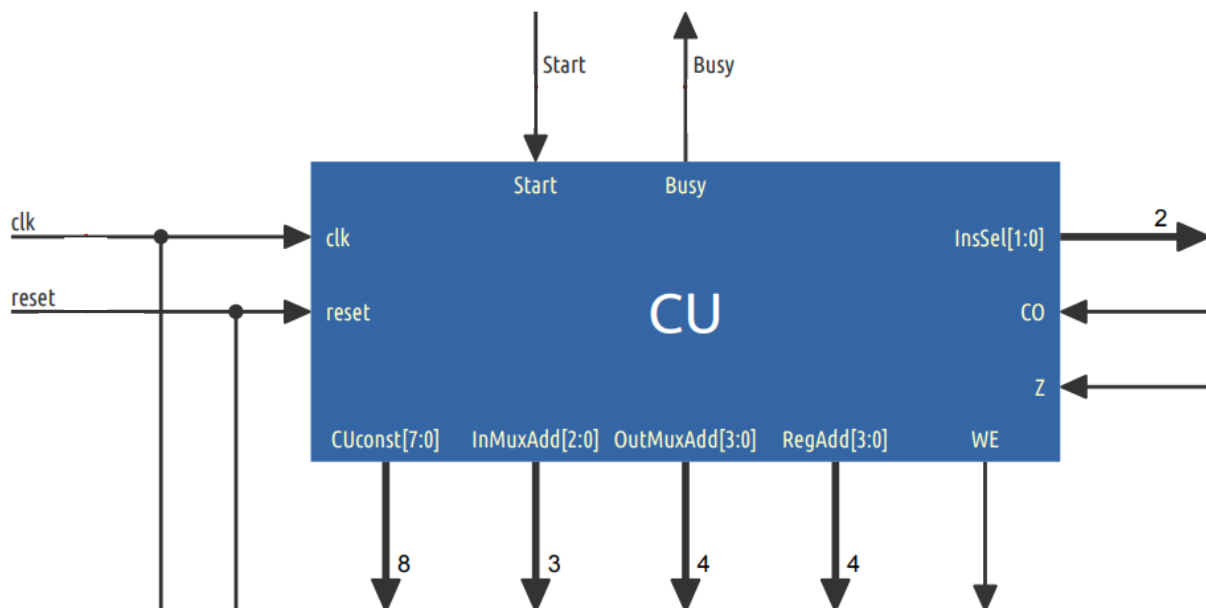 Start
Busy
Start
Busy
clk
clk
InsSel[1:0]
2
reset
reset
CU
CO
Z
CUconst[7:0]
InMuxAdd[2:0]
OutMuxAdd[3:0]
RegAdd[3:0]
WE
8
3
4
4